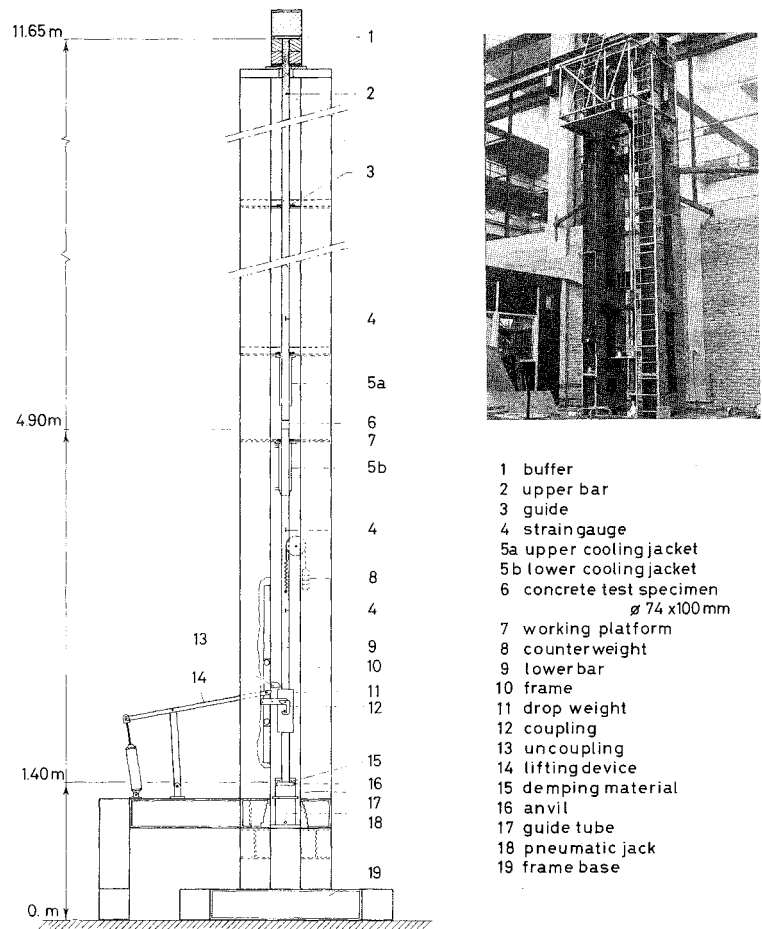 11.65 m
4.90 m
1.40 m
0. m
1
2
3
4
5a
6
7
5b
4
8
4
13
9
10
14
11
12
15
16
17
18
19
1 buffer
2 upper bar
3 guide
4 strain gauge
5a upper cooling jacket
5b lower cooling jacket
6 concrete test specimen
ø 74 x100 mm
7 working platform
8 counterweight
9 lower bar
10 frame
11 drop weight
12 coupling
13 uncoupling
14 lifting device
15 demping material
16 anvil
17 guide tube
18 pneumatic jack
19 frame base